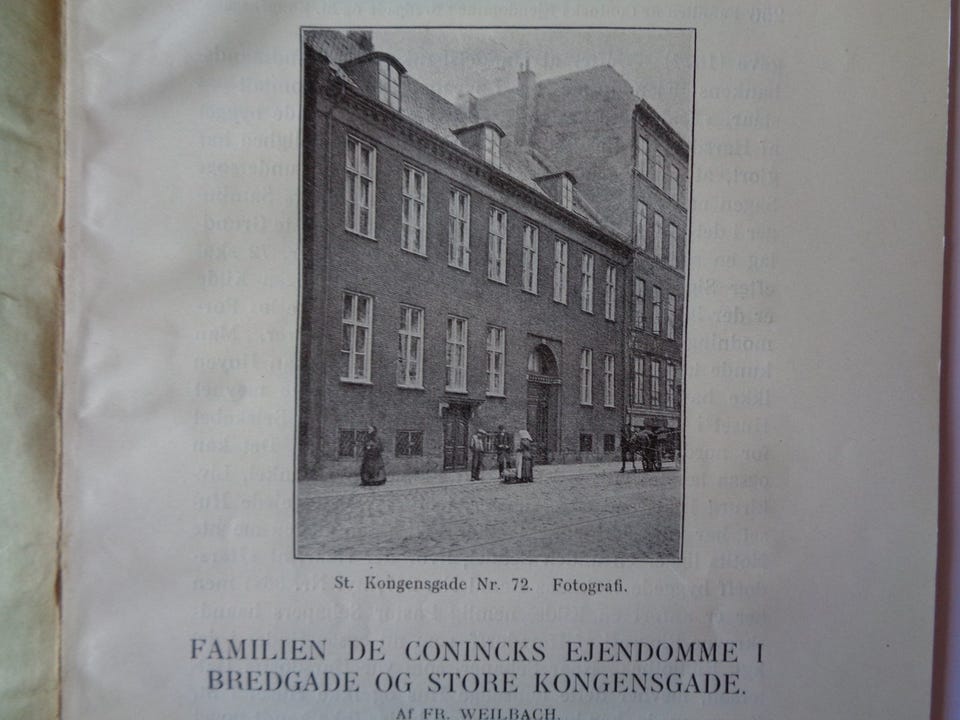 St. Kongensgade Nr. 72. Fotografi.
FAMILIEN DE CONINCKS EJENDOMME I
BREDGADE OG STORE KONGENSGADE.
Af FR. WEILBACH.